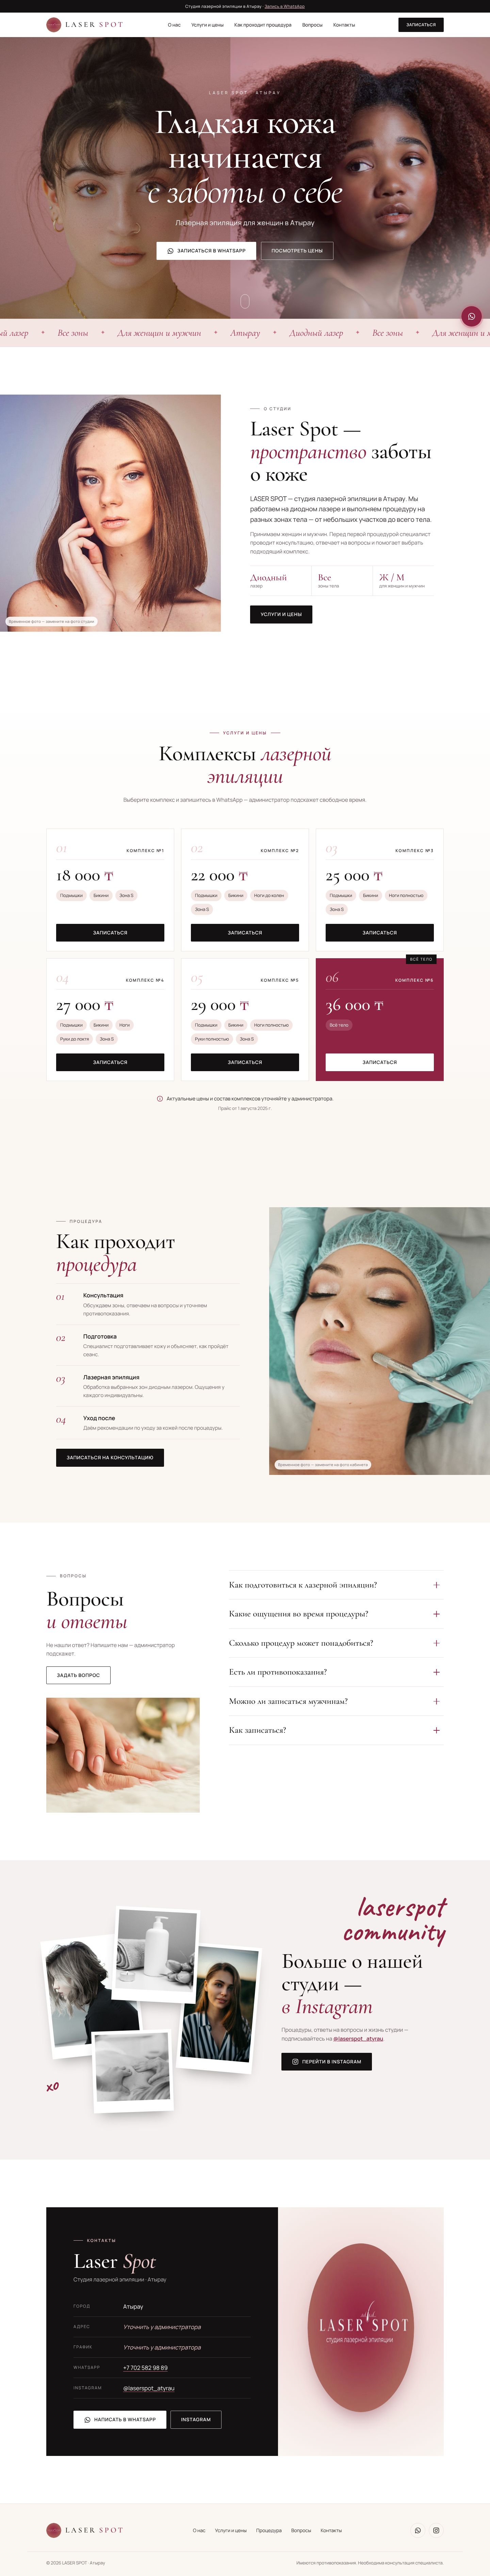 Студия лазерной эпиляции в Атырау · Запись в WhatsApp
LASER SPOT
О нас
Услуги и цены
Как проходит процедура
Вопросы
Контакты
ЗАПИСАТЬСЯ
LASER SPOT · АТЫРАУ
Гладкая кожа
начинается
с заботы о себе
Лазерная эпиляция для женщин в Атырау
ЗАПИСАТЬСЯ В WHATSAPP
ПОСМОТРЕТЬ ЦЕНЫ
ый лазер + Все зоны + Для женщин и мужчин + Атырау + Диодный лазер + Все зоны + Для женщин и м
О СТУДИИ
Laser Spot —
пространство заботы
о коже
LASER SPOT — студия лазерной эпиляции в Атырау. Мы
работаем на диодном лазере и выполняем процедуру на
разных зонах тела — от небольших участков до всего тела.
Принимаем женщин и мужчин. Перед первой процедурой специалист
проводит консультацию, отвечает на вопросы и помогает выбрать
подходящий комплекс.
Диодный
лазер
Все
зоны тела
Ж / М
для женщин и мужчин
УСЛУГИ И ЦЕНЫ
Временное фото — замените на фото студии
УСЛУГИ И ЦЕНЫ
Комплексы лазерной
эпиляции
Выберите комплекс и запишитесь в WhatsApp — администратор подскажет свободное время.
01
КОМПЛЕКС №1
18 000 ₸
Подмышки
Бикини
Зона S
ЗАПИСАТЬСЯ
02
КОМПЛЕКС №2
22 000 ₸
Подмышки
Бикини
Ноги до колен
Зона S
ЗАПИСАТЬСЯ
03
КОМПЛЕКС №3
25 000 ₸
Подмышки
Бикини
Ноги полностью
Зона S
ЗАПИСАТЬСЯ
04
КОМПЛЕКС №4
27 000 ₸
Подмышки
Бикини
Ноги
Руки до локтя
Зона S
ЗАПИСАТЬСЯ
05
КОМПЛЕКС №5
29 000 ₸
Подмышки
Бикини
Ноги полностью
Руки полностью
Зона S
ЗАПИСАТЬСЯ
ВСЁ ТЕЛО
06
КОМПЛЕКС №6
36 000 ₸
Всё тело
ЗАПИСАТЬСЯ
Актуальные цены и состав комплексов уточняйте у администратора.
Прайс от 1 августа 2025 г.
ПРОЦЕДУРА
Как проходит
процедура
01
Консультация
Обсуждаем зоны, отвечаем на вопросы и уточняем
противопоказания.
02
Подготовка
Специалист подготавливает кожу и объясняет, как пройдёт
сеанс.
03
Лазерная эпиляция
Обработка выбранных зон диодным лазером. Ощущения у
каждого индивидуальны.
04
Уход после
Даём рекомендации по уходу за кожей после процедуры.
ЗАПИСАТЬСЯ НА КОНСУЛЬТАЦИЮ
Временное фото — замените на фото кабинета
ВОПРОСЫ
Вопросы
и ответы
Не нашли ответ? Напишите нам — администратор
подскажет.
ЗАДАТЬ ВОПРОС
Как подготовиться к лазерной эпиляции?
Какие ощущения во время процедуры?
Сколько процедур может понадобиться?
Есть ли противопоказания?
Можно ли записаться мужчинам?
Как записаться?
laserspot
community
Больше о нашей
студии —
в Instagram
Процедуры, ответы на вопросы и жизнь студии —
подписывайтесь на @laserspot_atyrau
ПЕРЕЙТИ В INSTAGRAM
xo
КОНТАКТЫ
Laser Spot
Студия лазерной эпиляции · Атырау
ГОРОД
Атырау
АДРЕС
Уточнить у администратора
ГРАФИК
Уточнить у администратора
WHATSAPP
+7 702 582 98 89
INSTAGRAM
@laserspot_atyrau
НАПИСАТЬ В WHATSAPP
INSTAGRAM
LASER SPOT
студия лазерной эпиляции
LASER SPOT
О нас
Услуги и цены
Процедура
Вопросы
Контакты
© 2026 LASER SPOT · Атырау
Имеются противопоказания. Необходима консультация специалиста.